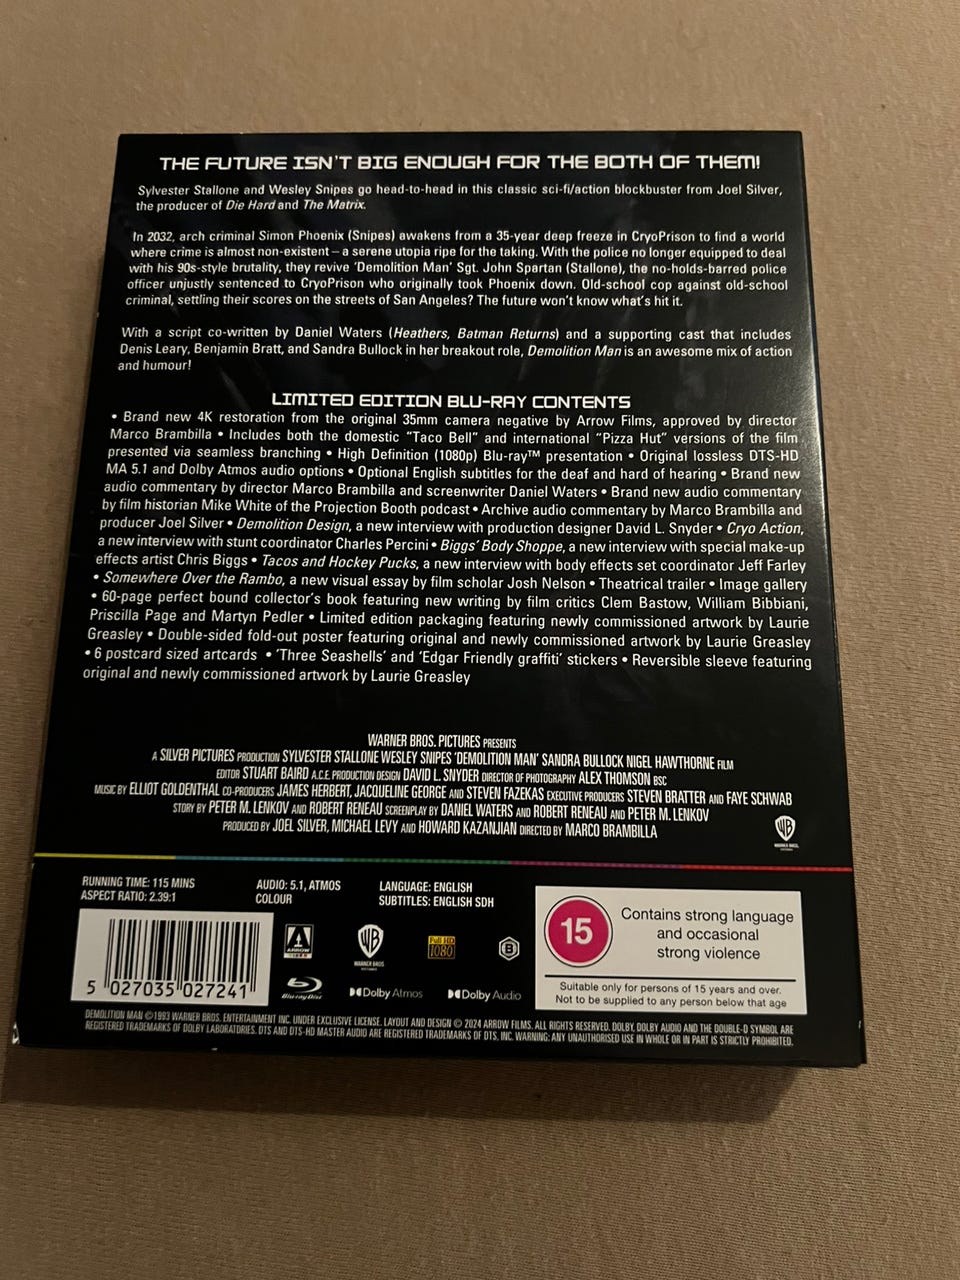 THE FUTURE ISN'T BIG ENOUGH FOR THE BOTH OF THEM!
Sylvester Stallone and Wesley Snipes go head-to-head in this classic sci-fi/action blockbuster from Joel Silver,
the producer of Die Hard and The Matrix.
In 2032, arch criminal Simon Phoenix (Snipes) awakens from a 35-year deep freeze in CryoPrison to find a world
where crime is almost non-existent – a serene utopia ripe for the taking. With the police no longer equipped to deal
with his 90s-style brutality, they revive 'Demolition Man' Sgt. John Spartan (Stallone), the no-holds-barred police
officer unjustly sentenced to CryoPrison who originally took Phoenix down. Old-school cop against old-school
criminal, settling their scores on the streets of San Angeles? The future won't know what's hit it.
With a script co-written by Daniel Waters (Heathers, Batman Returns) and a supporting cast that includes
Denis Leary, Benjamin Bratt, and Sandra Bullock in her breakout role, Demolition Man is an awesome mix of action
and humour!
LIMITED EDITION BLU-RAY CONTENTS
• Brand new 4K restoration from the original 35mm camera negative by Arrow Films, approved by director
Marco Brambilla • Includes both the domestic "Taco Bell" and international "Pizza Hut" versions of the film
presented via seamless branching • High Definition (1080p) Blu-ray™ presentation • Original lossless DTS-HD
MA 5.1 and Dolby Atmos audio options • Optional English subtitles for the deaf and hard of hearing • Brand new
audio commentary by director Marco Brambilla and screenwriter Daniel Waters • Brand new audio commentary
by film historian Mike White of the Projection Booth podcast • Archive audio commentary by Marco Brambilla and
producer Joel Silver • Demolition Design, a new interview with production designer David L. Snyder • Cryo Action,
a new interview with stunt coordinator Charles Percini • Biggs' Body Shoppe, a new interview with special make-up
effects artist Chris Biggs • Tacos and Hockey Pucks, a new interview with body effects set coordinator Jeff Farley
• Somewhere Over the Rambo, a new visual essay by film scholar Josh Nelson • Theatrical trailer • Image gallery
• 60-page perfect bound collector's book featuring new writing by film critics Clem Bastow, William Bibbiani,
Priscilla Page and Martyn Pedler • Limited edition packaging featuring newly commissioned artwork by Laurie
Greasley • Double-sided fold-out poster featuring original and newly commissioned artwork by Laurie Greasley
• 6 postcard sized artcards • 'Three Seashells' and 'Edgar Friendly graffiti' stickers • Reversible sleeve featuring
original and newly commissioned artwork by Laurie Greasley
WARNER BROS. PICTURES PRESENTS
A SILVER PICTURES PRODUCTION SYLVESTER STALLONE WESLEY SNIPES 'DEMOLITION MAN' SANDRA BULLOCK NIGEL HAWTHORNE FILM
EDITOR STUART BAIRD A.C.E. PRODUCTION DESIGN DAVID L. SNYDER DIRECTOR OF PHOTOGRAPHY ALEX THOMSON BSC
MUSIC BY ELLIOT GOLDENTHAL CO-PRODUCERS JAMES HERBERT, JACQUELINE GEORGE AND STEVEN FAZEKAS EXECUTIVE PRODUCERS STEVEN BRATTER AND FAYE SCHWAB
STORY BY PETER M. LENKOV AND ROBERT RENEAU SCREENPLAY BY DANIEL WATERS AND ROBERT RENEAU AND PETER M. LENKOV
PRODUCED BY JOEL SILVER, MICHAEL LEVY AND HOWARD KAZANJIAN DIRECTED BY MARCO BRAMBILLA
WB
WARNER BROS.
RUNNING TIME: 115 MINS
ASPECT RATIO: 2.39:1
AUDIO: 5.1, ATMOS
COLOUR
LANGUAGE: ENGLISH
SUBTITLES: ENGLISH SDH
5 027035 027241
ARROW
WB
WARNER BROS.
Full HD
1080
B
Blu-ray Disc
Dolby Atmos
Dolby Audio
15
Contains strong language
and occasional
strong violence
Suitable only for persons of 15 years and over.
Not to be supplied to any person below that age
DEMOLITION MAN ©1993 WARNER BROS. ENTERTAINMENT INC. UNDER EXCLUSIVE LICENSE. LAYOUT AND DESIGN © 2024 ARROW FILMS. ALL RIGHTS RESERVED. DOLBY, DOLBY AUDIO AND THE DOUBLE-D SYMBOL ARE
REGISTERED TRADEMARKS OF DOLBY LABORATORIES. DTS AND DTS-HD MASTER AUDIO ARE REGISTERED TRADEMARKS OF DTS, INC. WARNING: ANY UNAUTHORISED USE IN WHOLE OR IN PART IS STRICTLY PROHIBITED.